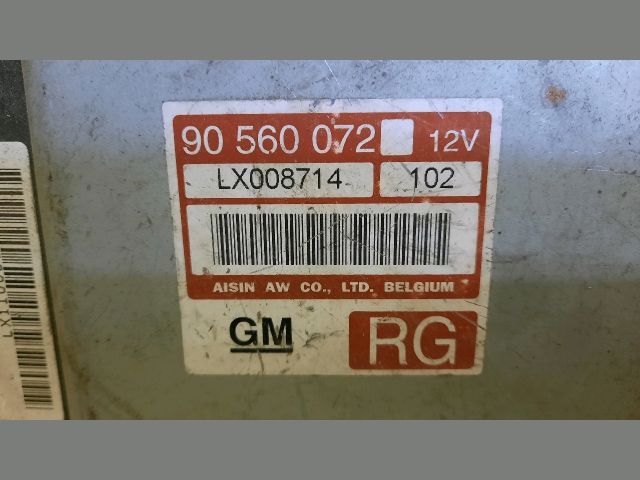 90 560 072 12V
LX008714 102
AISIN AW CO., LTD. BELGIUM
GM RG